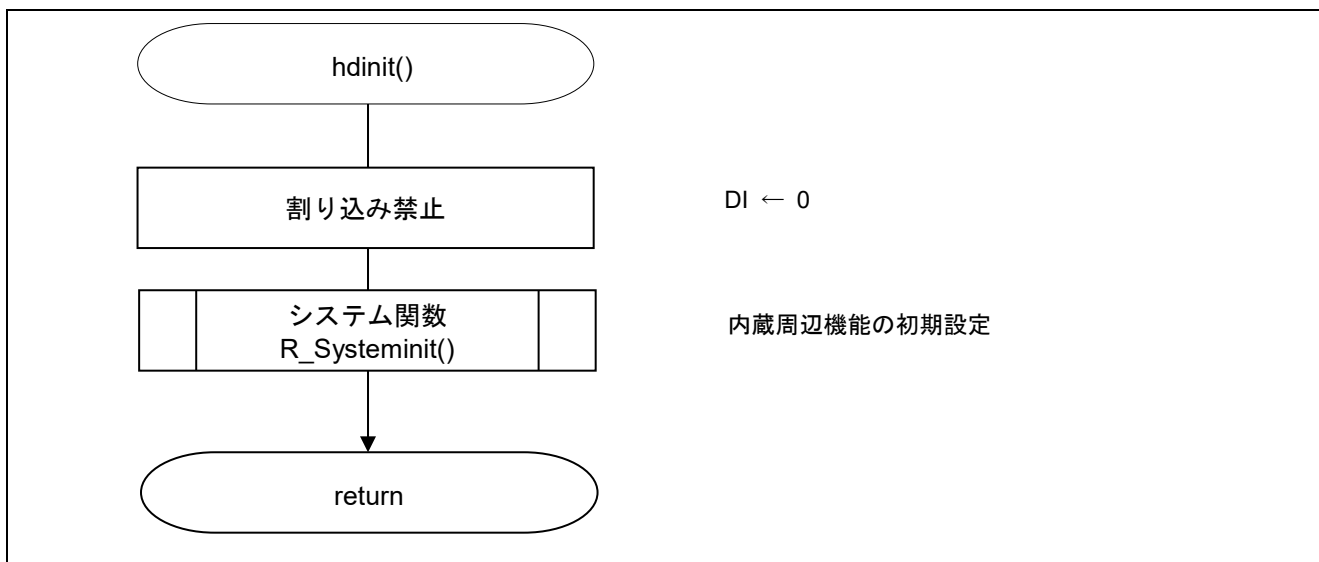 hdinit()
割り込み禁止
DI ← 0
システム関数
R_Systeminit()
内蔵周辺機能の初期設定
return